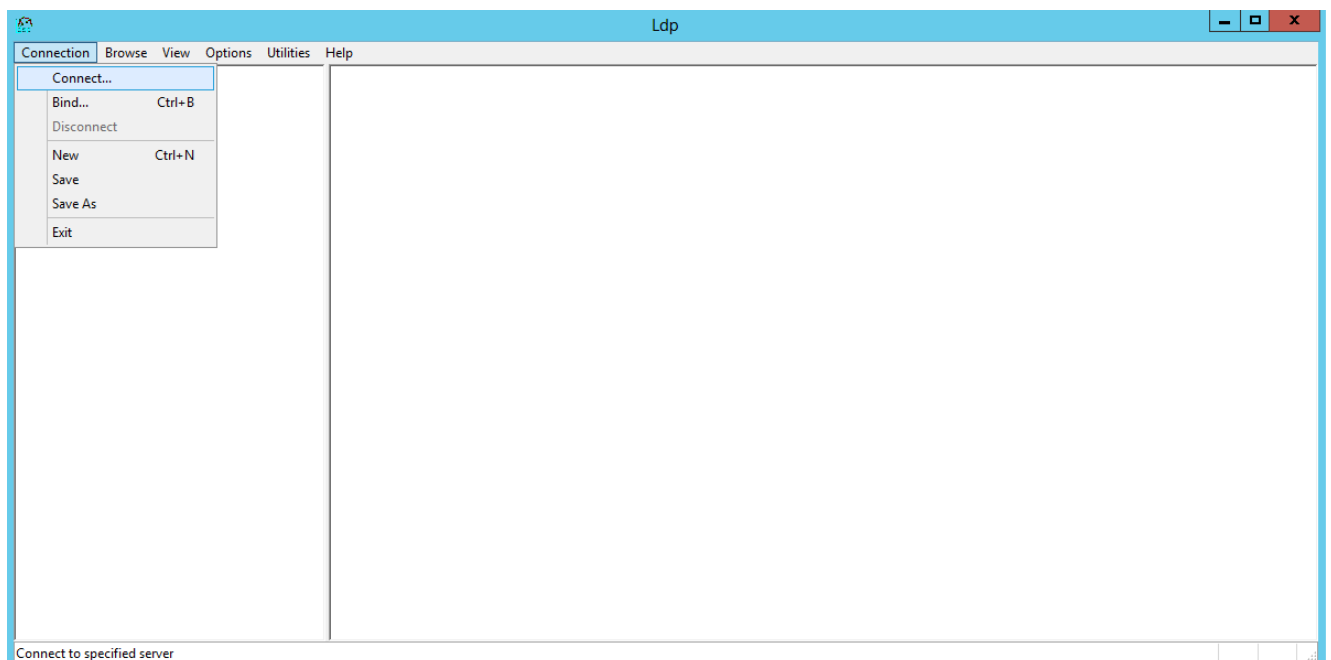 Ldp
Connection Browse View Options Utilities Help
Connect...
Bind... Ctrl+B
Disconnect
New Ctrl+N
Save
Save As
Exit
Connect to specified server